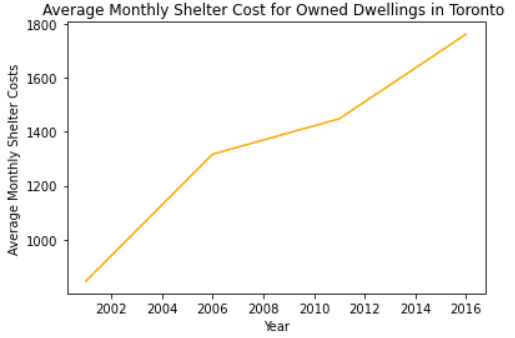 Average Monthly Shelter Cost for Owned Dwellings in Toronto
1800
1600
1400
1200
1000
Average Monthly Shelter Costs
2002 2004 2006 2008 2010 2012 2014 2016
Year